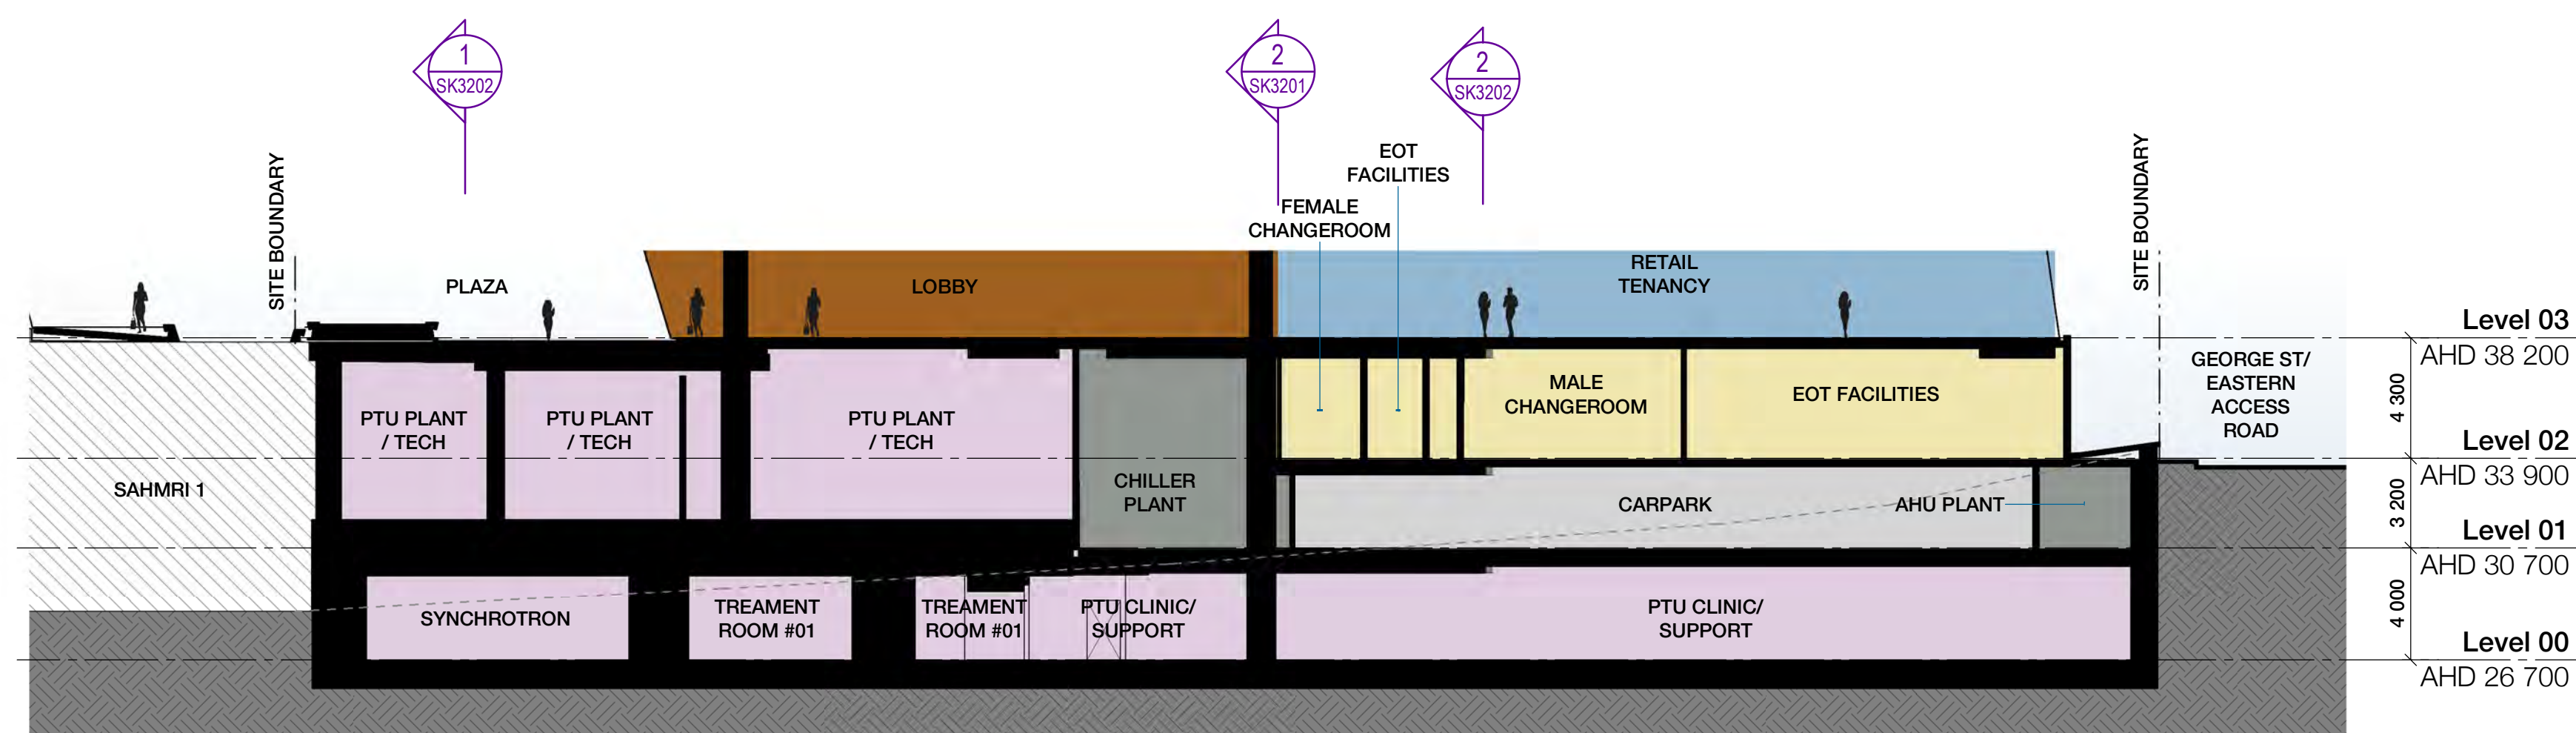 1
SK3202
2
SK3201
2
SK3202
SITE BOUNDARY
PLAZA
LOBBY
FEMALE
CHANGEROOM
EOT
FACILITIES
RETAIL
TENANCY
SITE BOUNDARY
Level 03
AHD 38 200
GEORGE ST/
EASTERN
ACCESS
ROAD
4 300
PTU PLANT
/ TECH
PTU PLANT
/ TECH
PTU PLANT
/ TECH
MALE
CHANGEROOM
EOT FACILITIES
Level 02
AHD 33 900
SAHMRI 1
CHILLER
PLANT
CARPARK
AHU PLANT
3 200
Level 01
AHD 30 700
SYNCHROTRON
TREAMENT
ROOM #01
TREAMENT
ROOM #01
PTU CLINIC/
SUPPORT
PTU CLINIC/
SUPPORT
4 000
Level 00
AHD 26 700